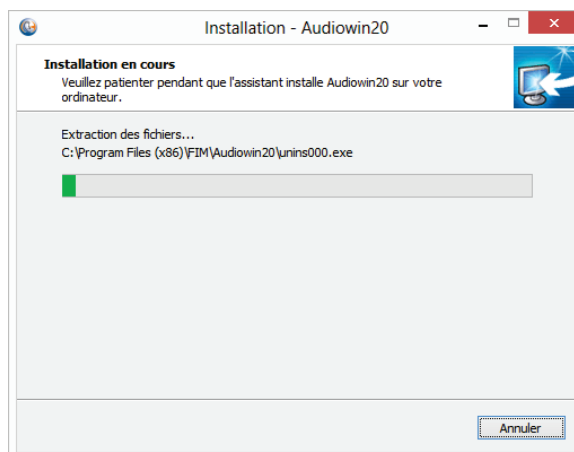 Installation - Audiowin20
Installation en cours
Veuillez patienter pendant que l'assistant installe Audiowin20 sur votre
ordinateur.
Extraction des fichiers...
C:\Program Files (x86)\FIM\Audiowin20\unins000.exe
Annuler